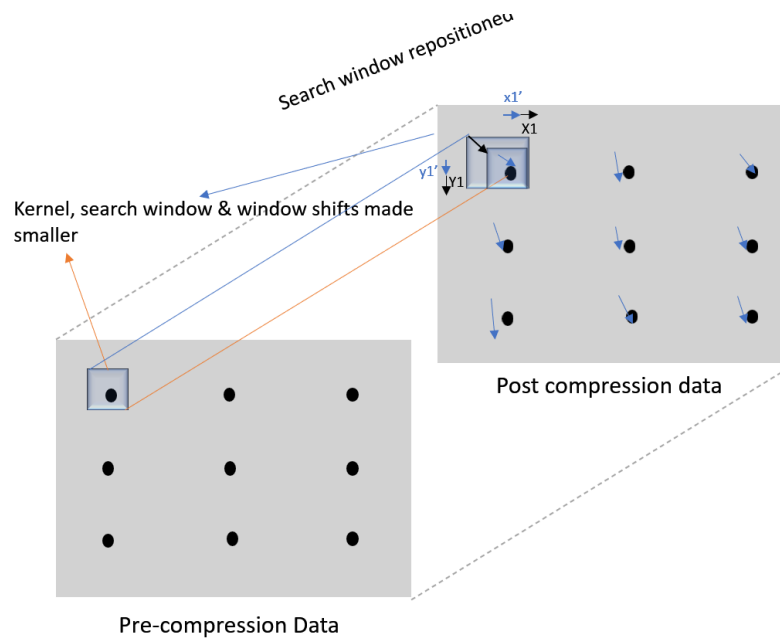 Search window repositioned
x1’
X1
y1’
Y1
Kernel, search window & window shifts made
smaller
Post compression data
Pre-compression Data